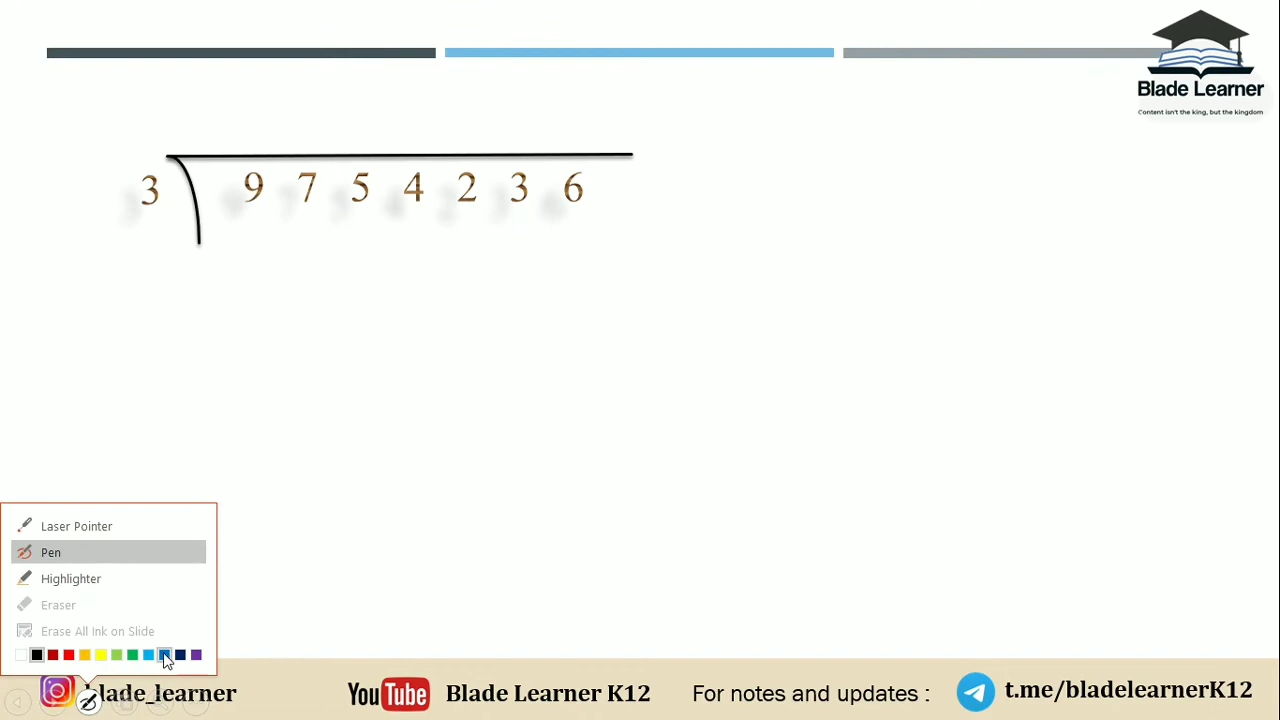 Blade Learner
Content isn't the king, but the kingdom
3 9 7 5 4 2 3 6
Laser Pointer
Pen
Highlighter
Eraser
Erase All Ink on Slide
blade_learner
YouTube Blade Learner K12
For notes and updates :
t.me/bladelearnerK12